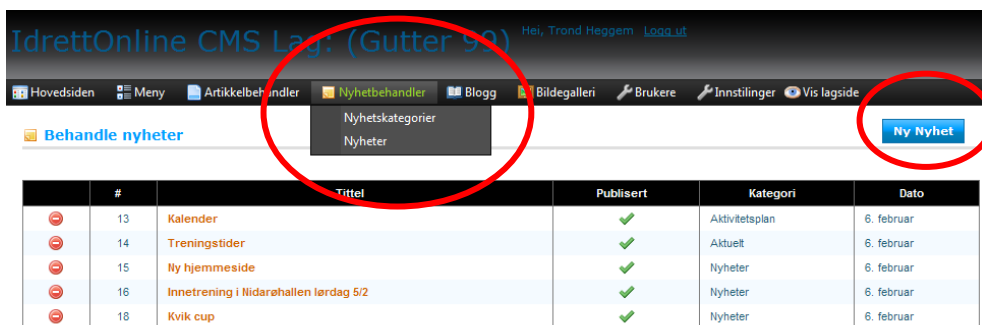 IdrettOnline CMS Lag: (Gutter 99) Hei, Trond Heggem Logg ut
Hovedsiden Meny Artikkelbehandler Nyhetbehandler Blogg Bildegalleri Brukere Innstilinger Vis lagside
Nyhetskategorier
Nyheter
Behandle nyheter
Ny Nyhet
# Tittel Publisert Kategori Dato
13 Kalender Aktivitetsplan 6. februar
14 Treningstider Aktuelt 6. februar
15 Ny hjemmeside Nyheter 6. februar
16 Innetrening i Nidarøhallen lørdag 5/2 Nyheter 6. februar
18 Kvik cup Nyheter 6. februar